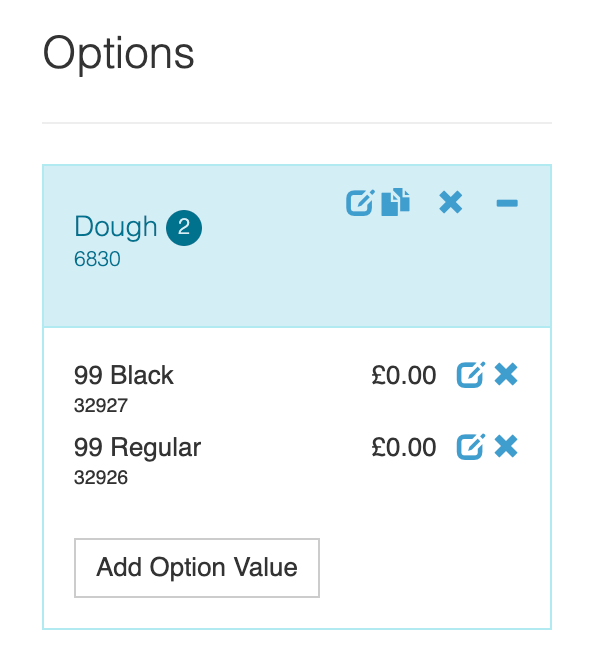 Options
Dough 2
6830
99 Black £0.00
32927
99 Regular £0.00
32926
Add Option Value